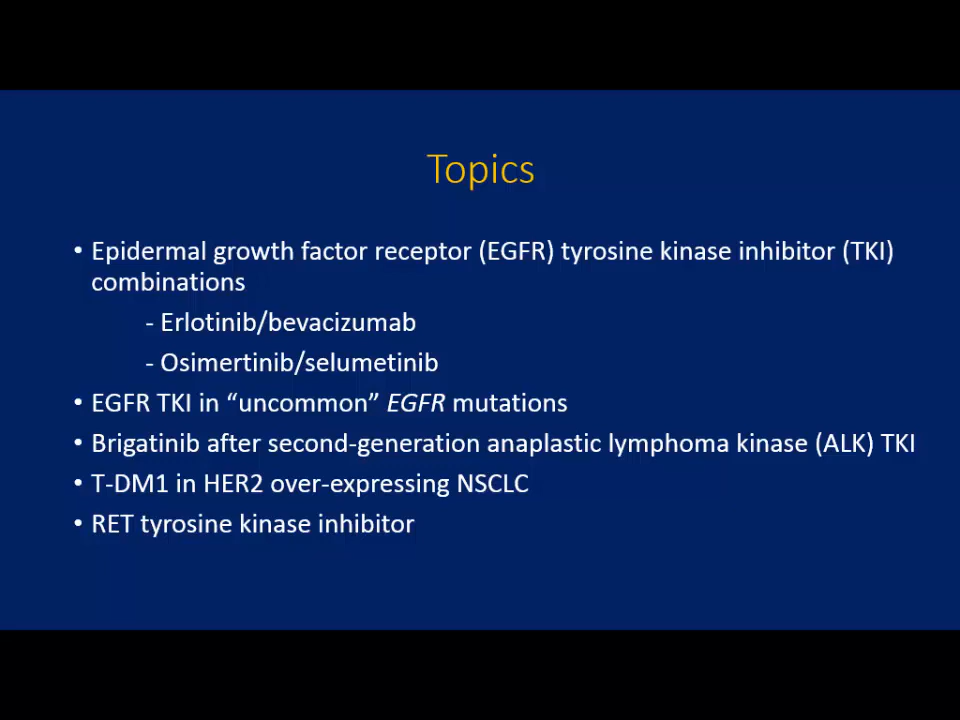 Topics
• Epidermal growth factor receptor (EGFR) tyrosine kinase inhibitor (TKI)
combinations
- Erlotinib/bevacizumab
- Osimertinib/selumetinib
• EGFR TKI in “uncommon” EGFR mutations
• Brigatinib after second-generation anaplastic lymphoma kinase (ALK) TKI
• T-DM1 in HER2 over-expressing NSCLC
• RET tyrosine kinase inhibitor